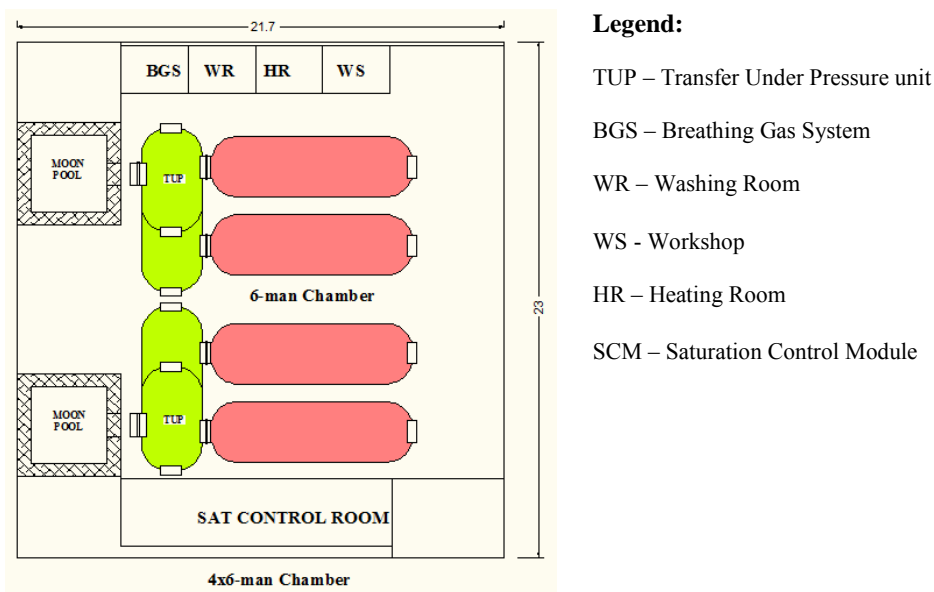 21.7
BGS WR HR WS
MOON
POOL
TUP
6-man Chamber
23
MOON
POOL
TUP
SAT CONTROL ROOM
4x6-man Chamber
Legend:
TUP – Transfer Under Pressure unit
BGS – Breathing Gas System
WR – Washing Room
WS - Workshop
HR – Heating Room
SCM – Saturation Control Module